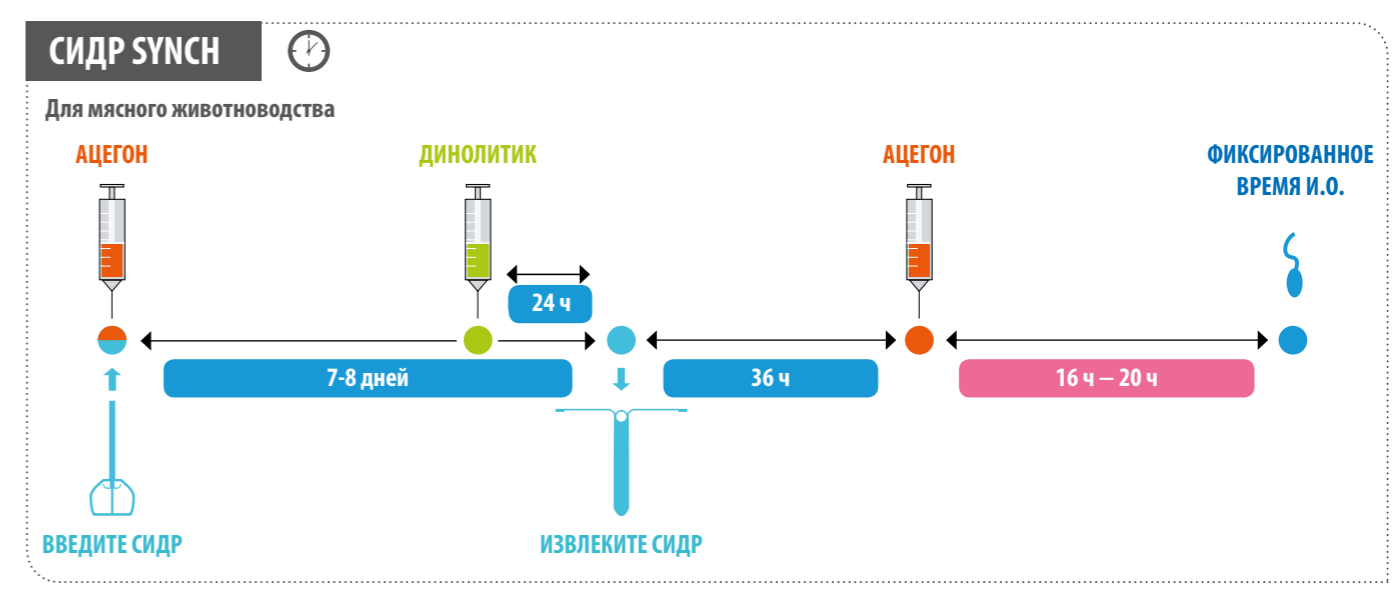 СИДР SYNCH
Для мясного животноводства
АЦЕГОН
ДИНОЛИТИК
АЦЕГОН
ФИКСИРОВАННОЕ
ВРЕМЯ И.О.
24 ч
7-8 дней
36 ч
16 ч – 20 ч
ВВЕДИТЕ СИДР
ИЗВЛЕКИТЕ СИДР